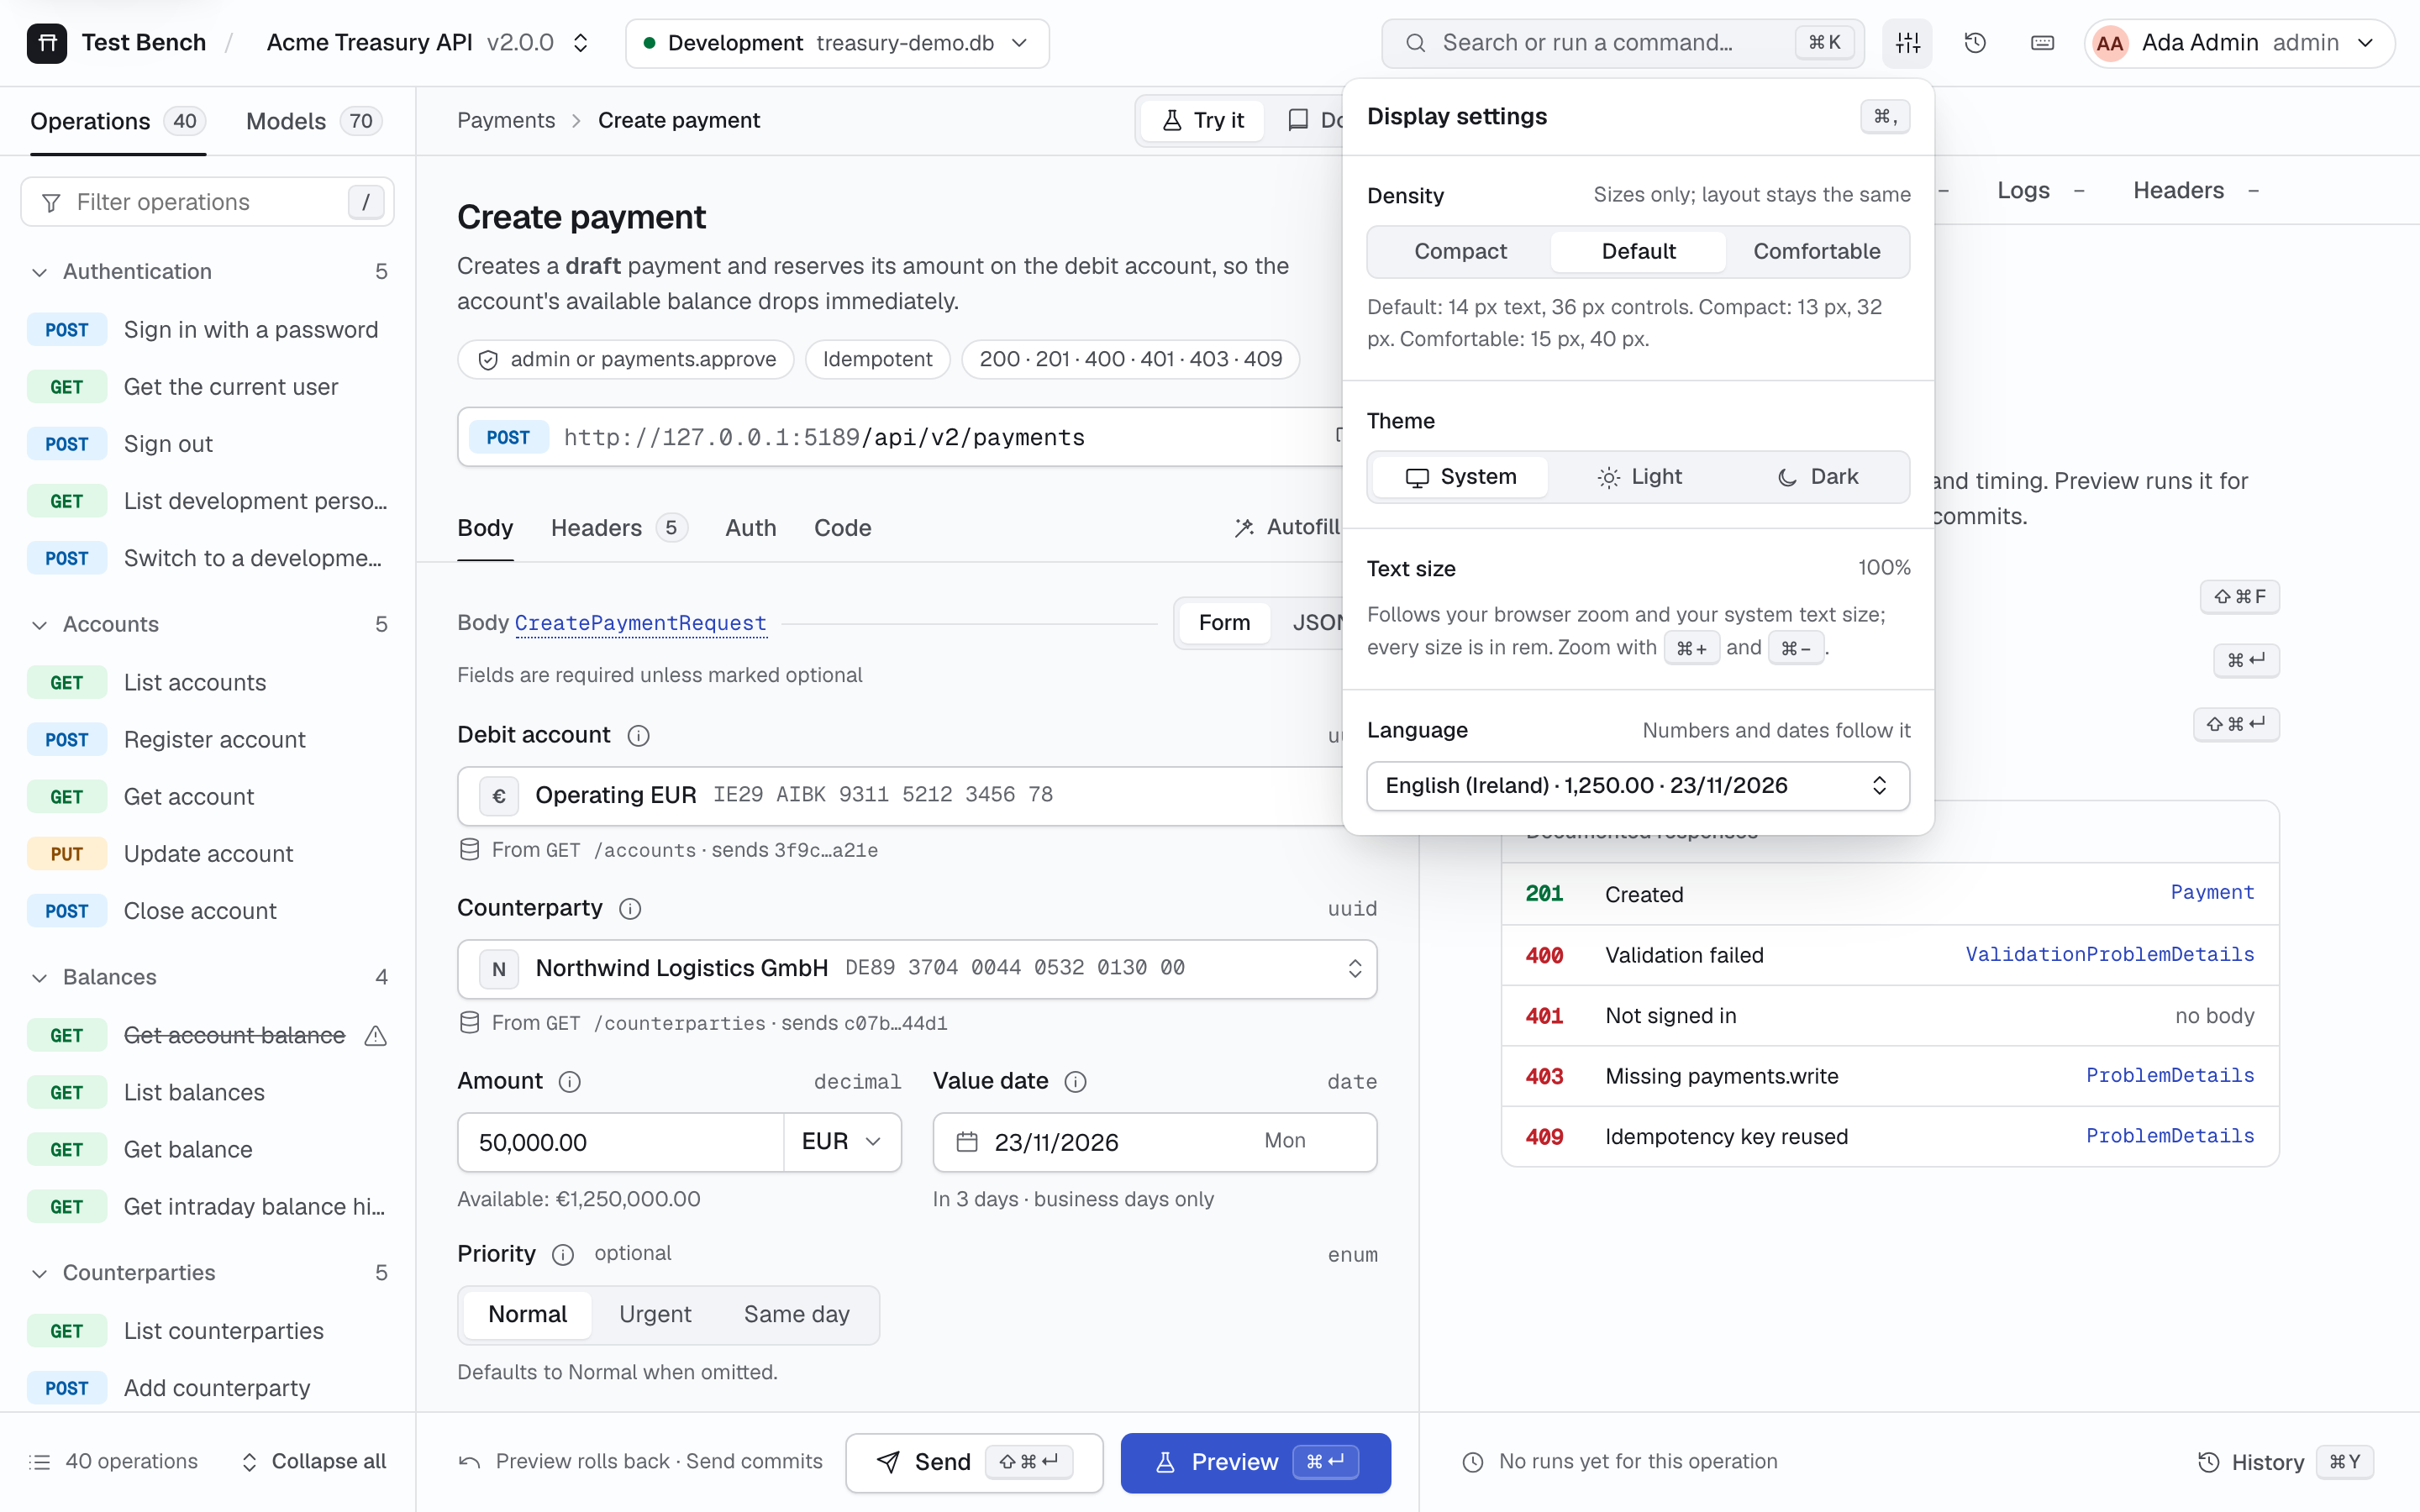 Test Bench / Acme Treasury API v2.0.0
Development treasury-demo.db
Search or run a command... ⌘K
AA Ada Admin admin
Operations 40 Models 70
Filter operations /
Authentication 5
POST Sign in with a password
GET Get the current user
POST Sign out
GET List development perso...
POST Switch to a developme...
Accounts 5
GET List accounts
POST Register account
GET Get account
PUT Update account
POST Close account
Balances 4
GET Get account balance
GET List balances
GET Get balance
GET Get intraday balance hi...
Counterparties 5
GET List counterparties
POST Add counterparty
40 operations Collapse all
Payments > Create payment
Try it
Create payment
Creates a draft payment and reserves its amount on the debit account, so the
account's available balance drops immediately.
admin or payments.approve Idempotent 200 · 201 · 400 · 401 · 403 · 409
POST http://127.0.0.1:5189/api/v2/payments
Body Headers 5 Auth Code Autofill
Body CreatePaymentRequest Form JSON
Fields are required unless marked optional
Debit account
€ Operating EUR IE29 AIBK 9311 5212 3456 78
From GET /accounts · sends 3f9c…a21e
Counterparty uuid
N Northwind Logistics GmbH DE89 3704 0044 0532 0130 00
From GET /counterparties · sends c07b…44d1
Amount decimal Value date date
50,000.00 EUR 23/11/2026 Mon
Available: €1,250,000.00 In 3 days · business days only
Priority optional enum
Normal Urgent Same day
Defaults to Normal when omitted.
Preview rolls back · Send commits Send ⇧⌘↵ Preview ⌘↵
Display settings ⌘,
Density Sizes only; layout stays the same
Compact Default Comfortable
Default: 14 px text, 36 px controls. Compact: 13 px, 32
px. Comfortable: 15 px, 40 px.
Theme
System Light Dark
Text size 100%
Follows your browser zoom and your system text size;
every size is in rem. Zoom with ⌘+ and ⌘−.
Language Numbers and dates follow it
English (Ireland) · 1,250.00 · 23/11/2026
– Logs – Headers –
and timing. Preview runs it for
commits.
⇧⌘F
⌘↵
⇧⌘↵
Documented responses
201 Created Payment
400 Validation failed ValidationProblemDetails
401 Not signed in no body
403 Missing payments.write ProblemDetails
409 Idempotency key reused ProblemDetails
No runs yet for this operation History ⌘Y